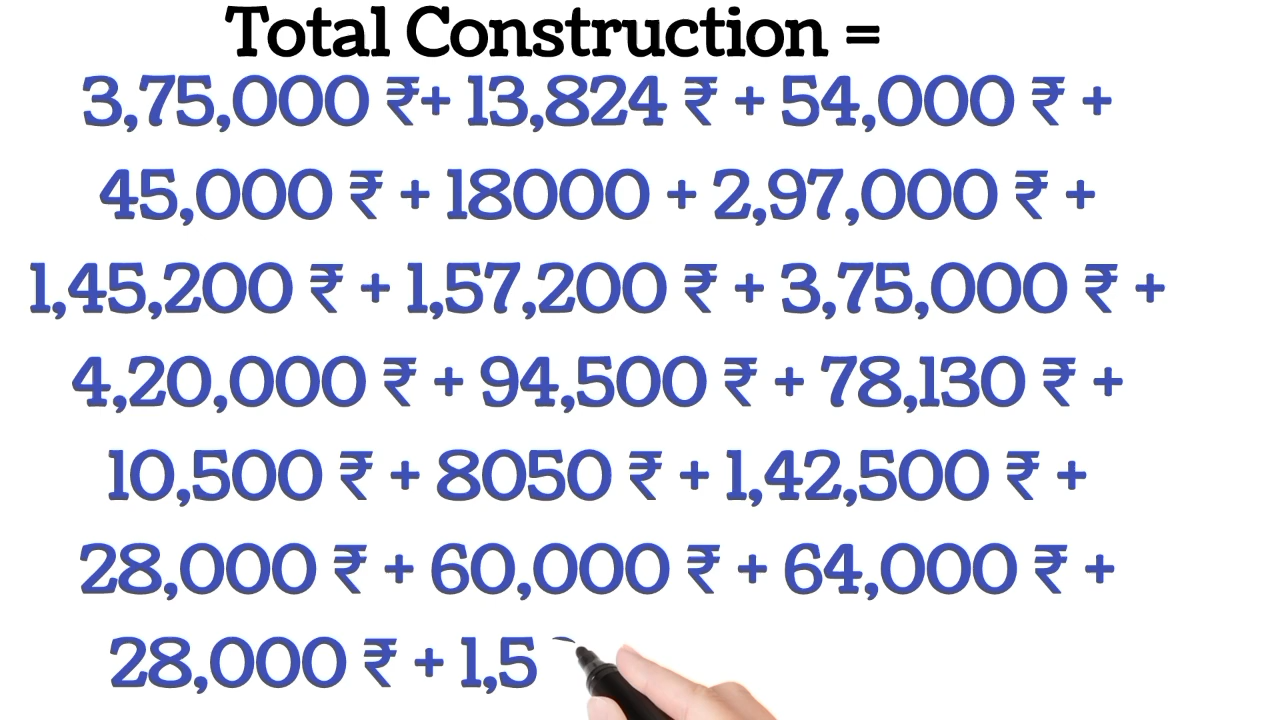 Total Construction =
3,75,000 ₹+ 13,824 ₹ + 54,000 ₹ +
45,000 ₹ + 18000 + 2,97,000 ₹ +
1,45,200 ₹ + 1,57,200 ₹ + 3,75,000 ₹ +
4,20,000 ₹ + 94,500 ₹ + 78,130 ₹ +
10,500 ₹ + 8050 ₹ + 1,42,500 ₹ +
28,000 ₹ + 60,000 ₹ + 64,000 ₹ +
28,000 ₹ + 1,5